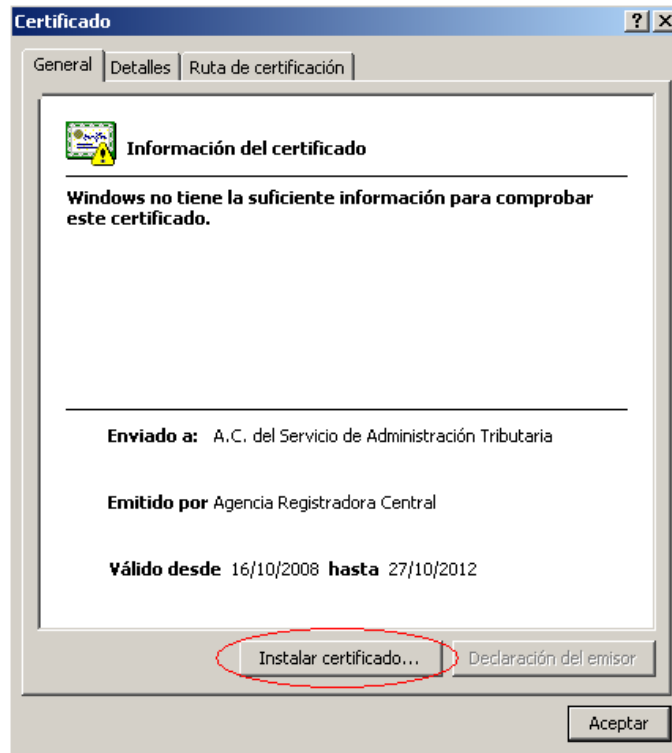 Certificado
General Detalles Ruta de certificación
Información del certificado
Windows no tiene la suficiente información para comprobar
este certificado.
Enviado a: A.C. del Servicio de Administración Tributaria
Emitido por Agencia Registradora Central
Válido desde 16/10/2008 hasta 27/10/2012
Instalar certificado... Declaración del emisor
Aceptar